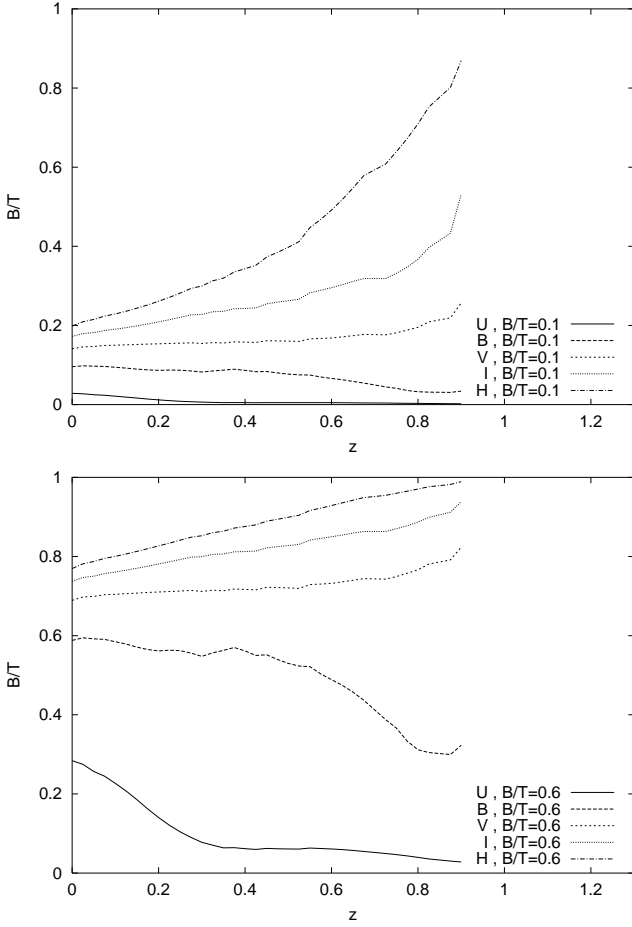 1
0.8
0.6
B/T
0.4
0.2
0
U , B/T=0.1
B , B/T=0.1
V , B/T=0.1
I , B/T=0.1
H , B/T=0.1
0 0.2 0.4 0.6 0.8 1 1.2
z
1
0.8
0.6
B/T
0.4
0.2
0
U , B/T=0.6
B , B/T=0.6
V , B/T=0.6
I , B/T=0.6
H , B/T=0.6
0 0.2 0.4 0.6 0.8 1 1.2
z